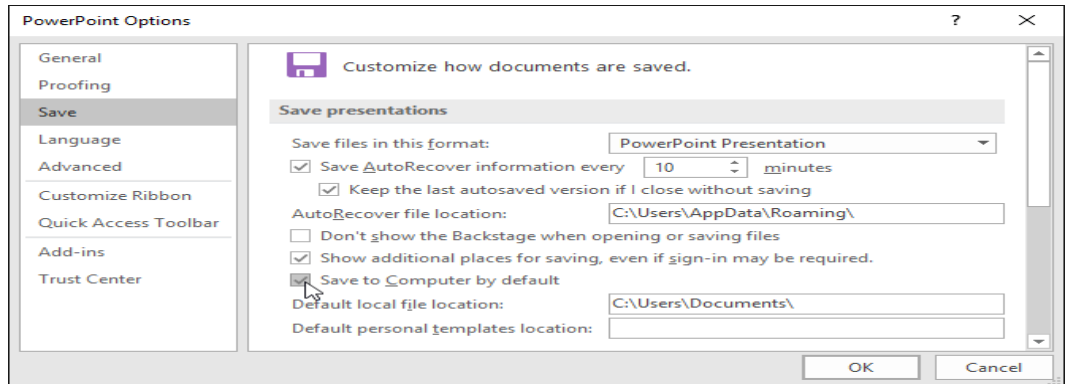 PowerPoint Options ?
General
Proofing
Save
Language
Advanced
Customize Ribbon
Quick Access Toolbar
Add-ins
Trust Center
Customize how documents are saved.
Save presentations
Save files in this format: PowerPoint Presentation
Save AutoRecover information every 10 minutes
Keep the last autosaved version if I close without saving
AutoRecover file location: C:\Users\AppData\Roaming\
Don't show the Backstage when opening or saving files
Show additional places for saving, even if sign-in may be required.
Save to Computer by default
Default local file location: C:\Users\Documents\
Default personal templates location:
OK Cancel